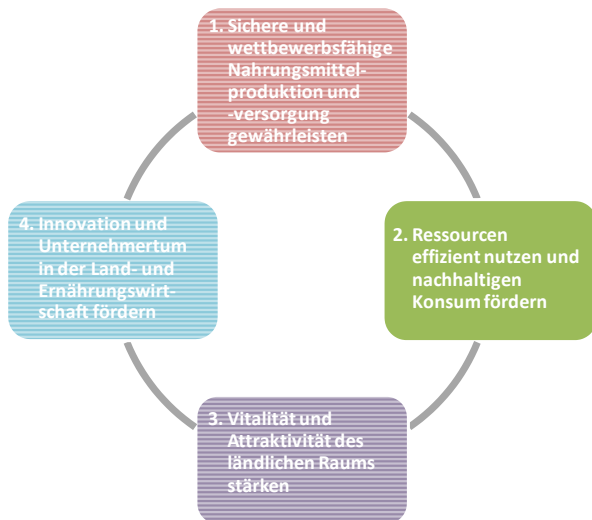 1. Sichere und
wettbewerbsfähige
Nahrungsmittel-
produktion und
-versorgung
gewährleisten
2. Ressourcen
effizient nutzen und
nachhaltigen
Konsum fördern
3. Vitalität und
Attraktivität des
ländlichen Raums
stärken
4. Innovation und
Unternehmertum
in der Land- und
Ernährungswirt-
schaft fördern